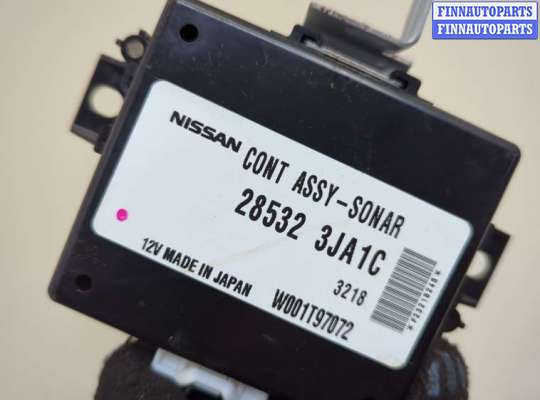 FINNAUTOPARTS
FINNAUTOPARTS
NISSAN
CONT ASSY-SONAR
28532 3JA1C
3218
12V MADE IN JAPAN
W001T97072